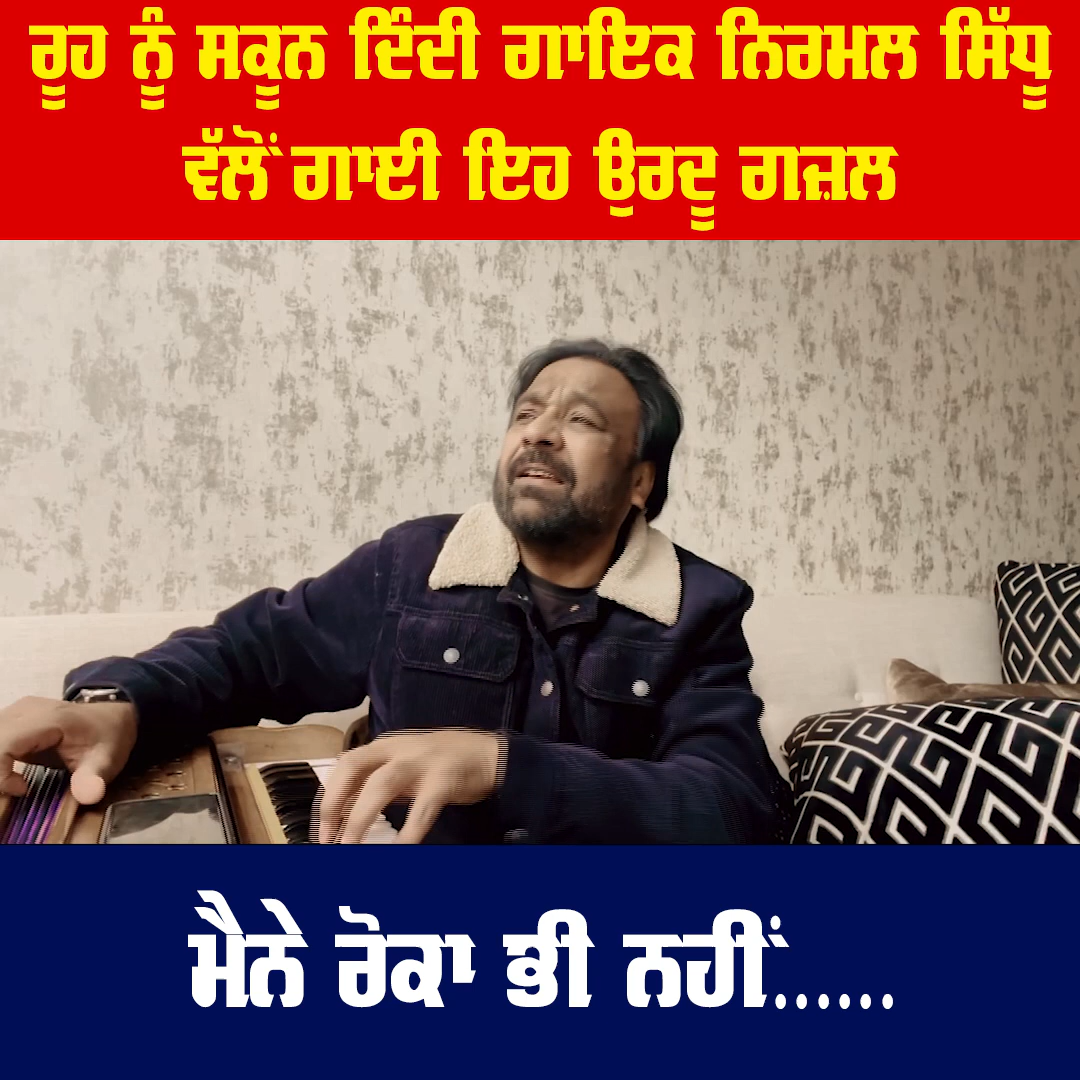 ਰੂਹ ਨੂੰ ਸਕੂਨ ਦਿੰਦੀ ਗਾਇਕ ਨਿਰਮਲ ਸਿੱਧੂ
ਵੱਲੋਂ ਗਾਈ ਇਹ ਉਰਦੂ ਗਜ਼ਲ
ਮੈਨੇ ਰੋਕਾ ਭੀ ਨਹੀਂ......